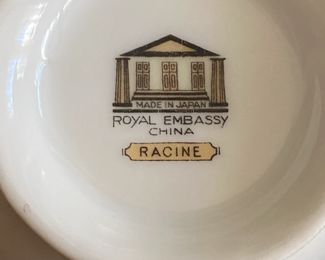 MADE IN JAPAN
ROYAL EMBASSY
CHINA
RACINE